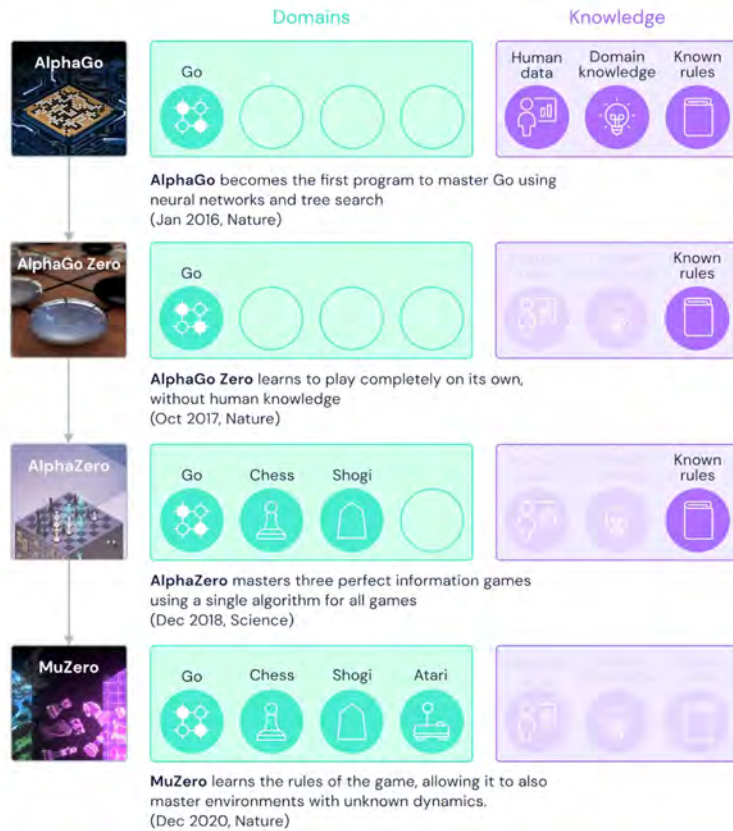 Domains
Knowledge
AlphaGo
Go
Human data
Domain knowledge
Known rules
AlphaGo becomes the first program to master Go using
neural networks and tree search
(Jan 2016, Nature)
AlphaGo Zero
Go
Known rules
AlphaGo Zero learns to play completely on its own,
without human knowledge
(Oct 2017, Nature)
AlphaZero
Go
Chess
Shogi
Known rules
AlphaZero masters three perfect information games
using a single algorithm for all games
(Dec 2018, Science)
MuZero
Go
Chess
Shogi
Atari
MuZero learns the rules of the game, allowing it to also
master environments with unknown dynamics.
(Dec 2020, Nature)